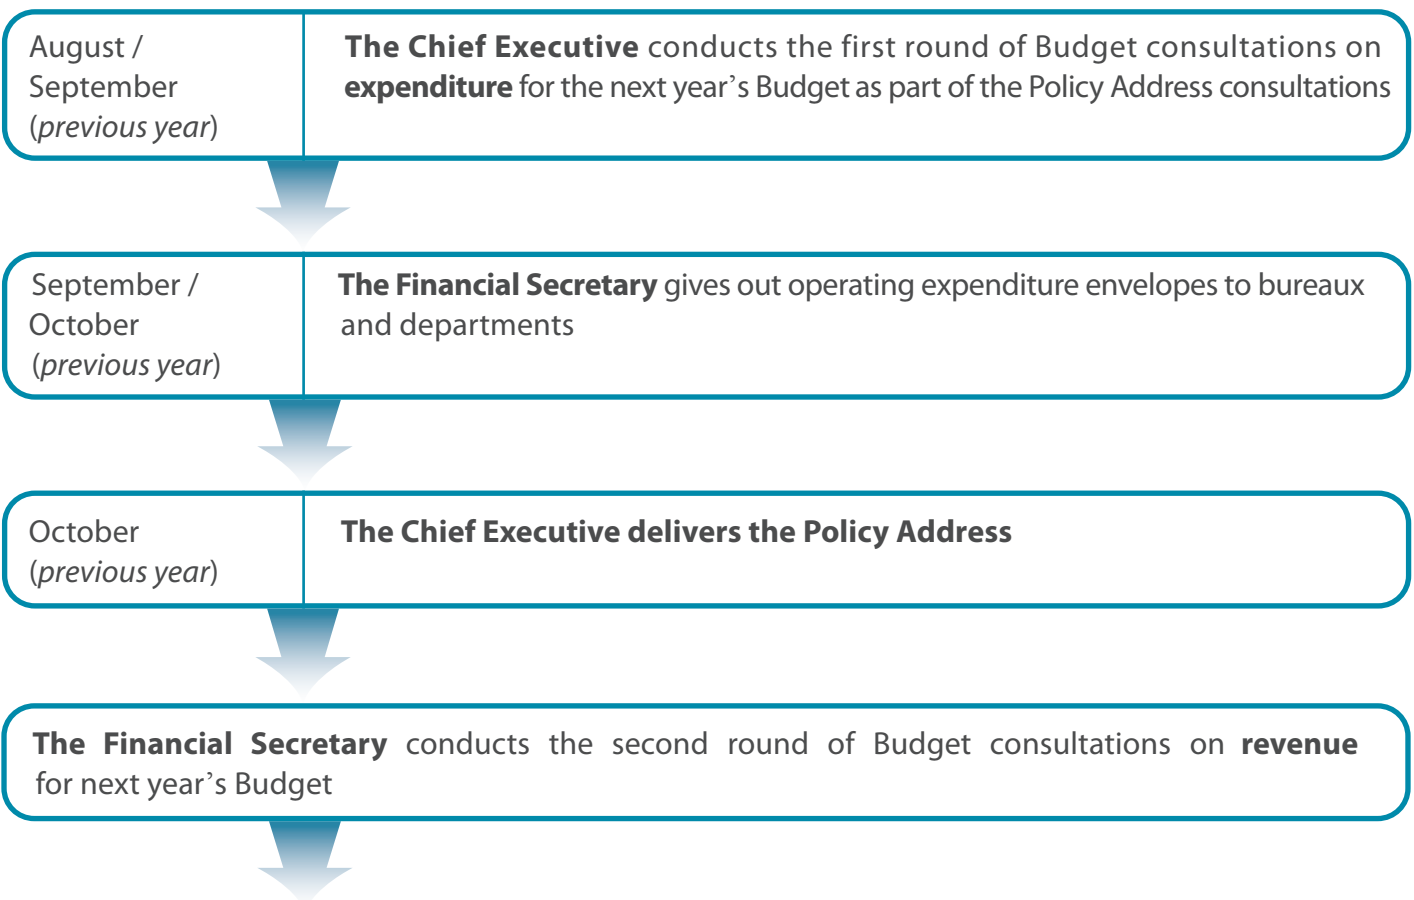 August /
September
(previous year)
The Chief Executive conducts the first round of Budget consultations on
expenditure for the next year’s Budget as part of the Policy Address consultations
September /
October
(previous year)
The Financial Secretary gives out operating expenditure envelopes to bureaux
and departments
October
(previous year)
The Chief Executive delivers the Policy Address
The Financial Secretary conducts the second round of Budget consultations on revenue
for next year’s Budget